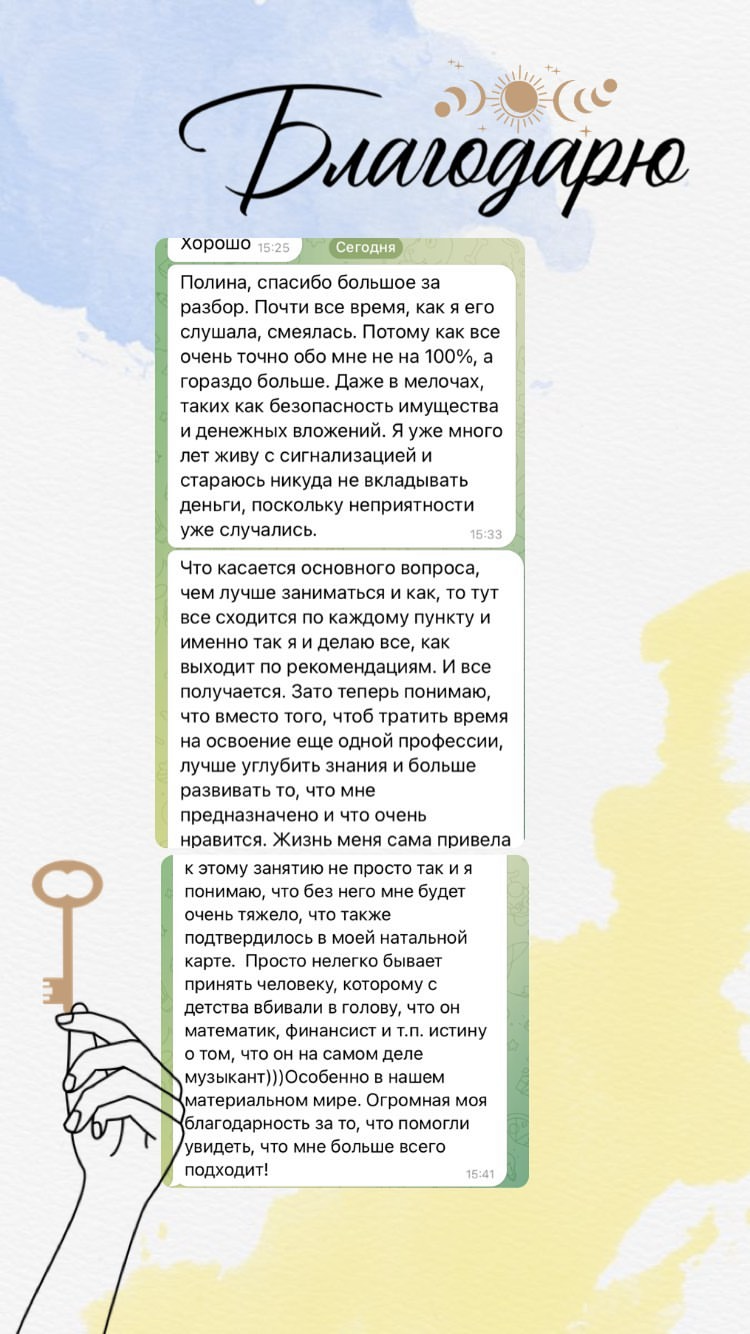 Благодарю
Хорошо 15:25
Сегодня
Полина, спасибо большое за
разбор. Почти все время, как я его
слушала, смеялась. Потому как все
очень точно обо мне не на 100%, а
гораздо больше. Даже в мелочах,
таких как безопасность имущества
и денежных вложений. Я уже много
лет живу с сигнализацией и
стараюсь никуда не вкладывать
деньги, поскольку неприятности
уже случались.
15:33
Что касается основного вопроса,
чем лучше заниматься и как, то тут
все сходится по каждому пункту и
именно так я и делаю все, как
выходит по рекомендациям. И все
получается. Зато теперь понимаю,
что вместо того, чтоб тратить время
на освоение еще одной профессии,
лучше углубить знания и больше
развивать то, что мне
предназначено и что очень
нравится. Жизнь меня сама привела
к этому занятию не просто так и я
понимаю, что без него мне будет
очень тяжело, что также
подтвердилось в моей натальной
карте. Просто нелегко бывает
принять человеку, которому с
детства вбивали в голову, что он
математик, финансист и т.п. истину
о том, что он на самом деле
музыкант)))Особенно в нашем
материальном мире. Огромная моя
благодарность за то, что помогли
увидеть, что мне больше всего
подходит!
15:41